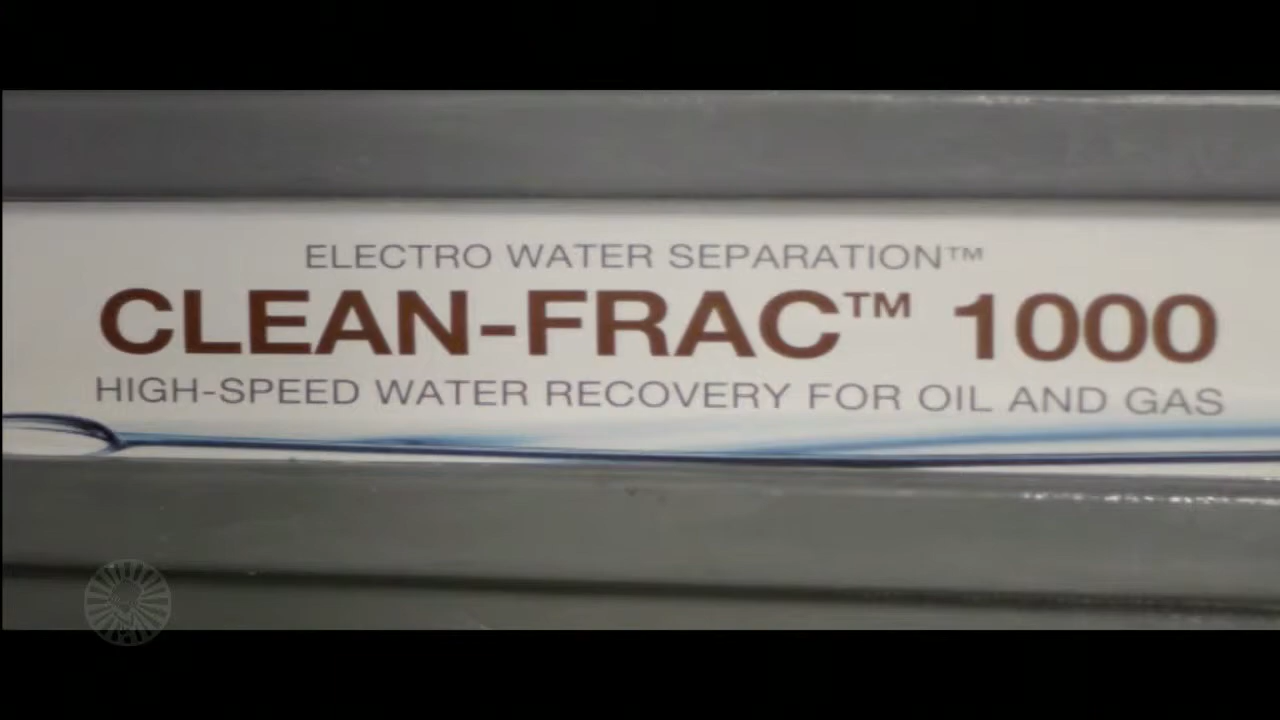 ELECTRO WATER SEPARATION™
CLEAN-FRAC™ 1000
HIGH-SPEED WATER RECOVERY FOR OIL AND GAS